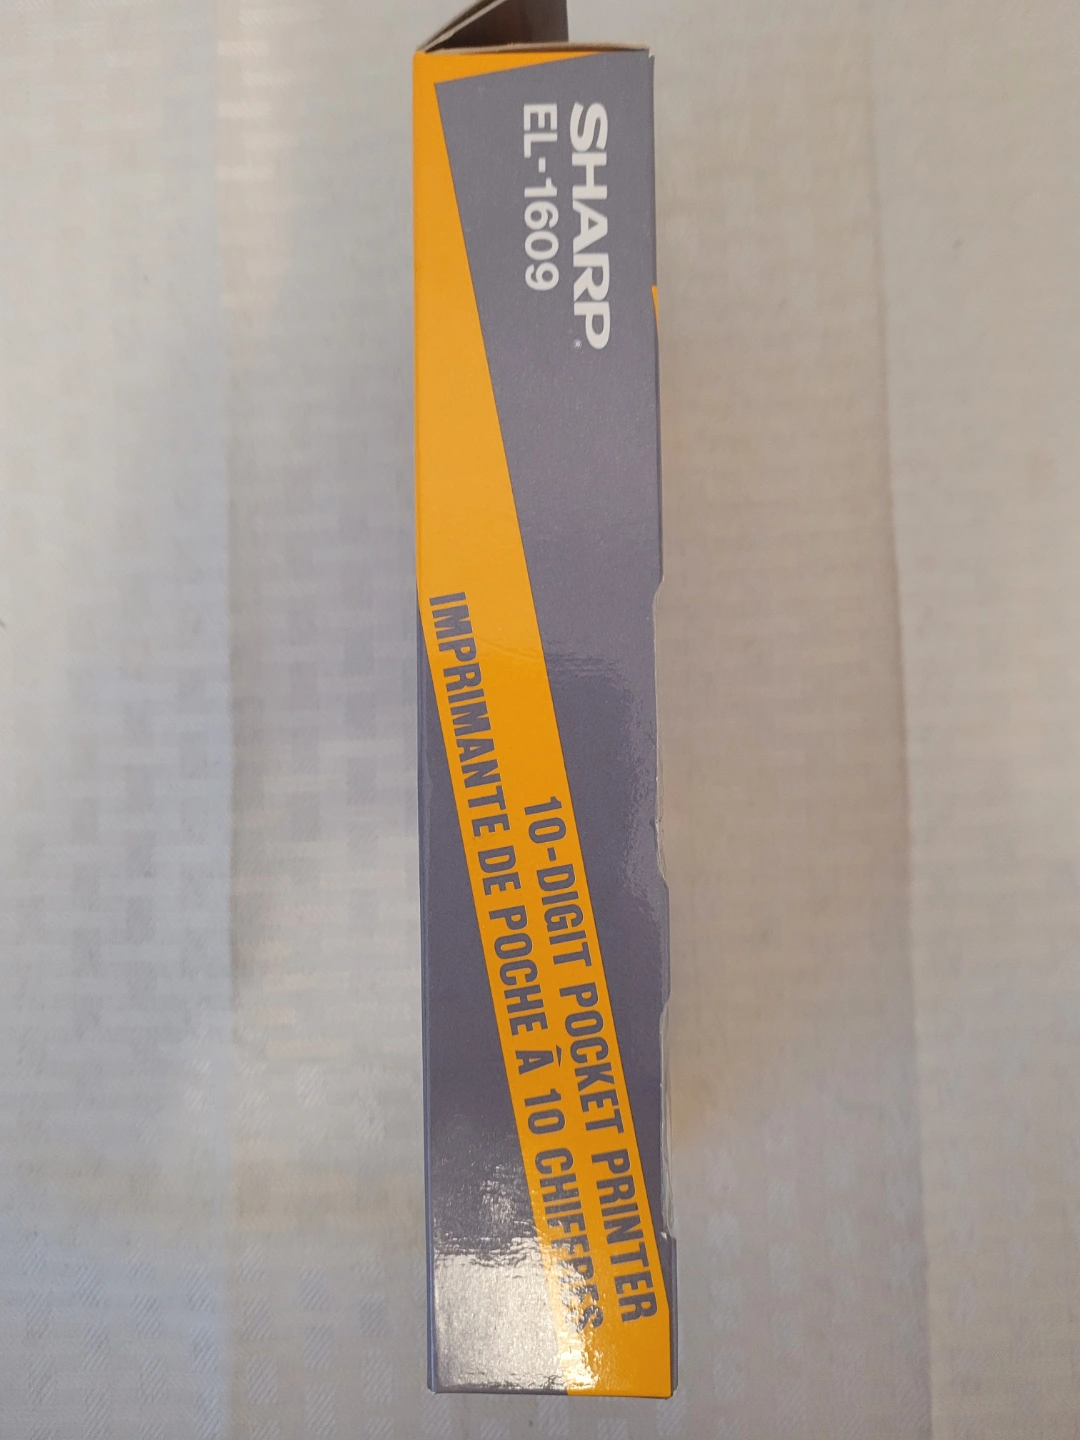 SHARP
EL-1609
10-DIGIT POCKET PRINTER
IMPRIMANTE DE POCHE À 10 CHIFFRES